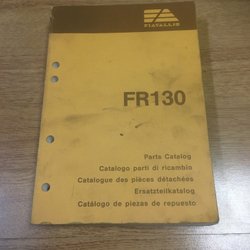 FIATALLIS
FR130
Parts Catalog
Catalogo parti di ricambio
Catalogue des pièces détachées
Ersatzteilkatalog
Catálogo de piezas de repuesto